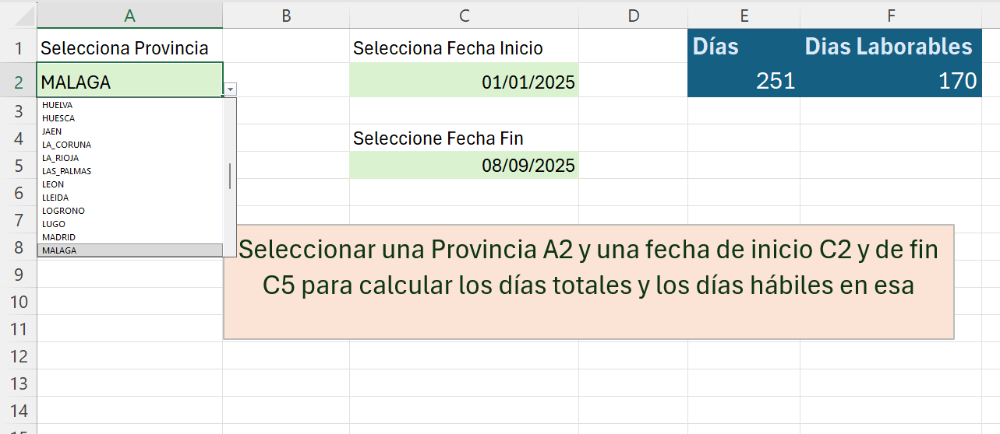 A B C D E F
1 Selecciona Provincia Selecciona Fecha Inicio Días Dias Laborables
2 MALAGA 01/01/2025 251 170
HUELVA
3 HUESCA
JAEN
4 LA_CORUNA Seleccione Fecha Fin
LA_RIOJA
5 LAS_PALMAS 08/09/2025
6 LEON
LLEIDA
7 LOGRONO
LUGO
8 MADRID
MALAGA
Seleccionar una Provincia A2 y una fecha de inicio C2 y de fin
9 C5 para calcular los días totales y los días hábiles en esa
10
11
12
13
14